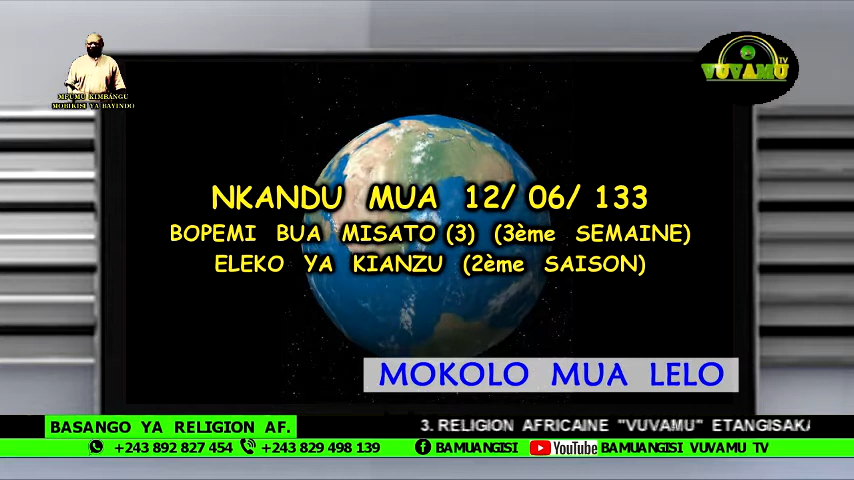 MFUMU KIMBANGU
MOBIKISI YA BAYINDO
VUVAMU TV
NKANDU MUA 12/ 06/ 133
BOPEMI BUA MISATO (3) (3ème SEMAINE)
ELEKO YA KIANZU (2ème SAISON)
MOKOLO MUA LELO
BASANGO YA RELIGION AF.
3. RELIGION AFRICAINE "VUVAMU" ETANGISAKA
+243 892 827 454 +243 829 498 139 BAMUANGISI YouTube BAMUANGISI VUVAMU TV